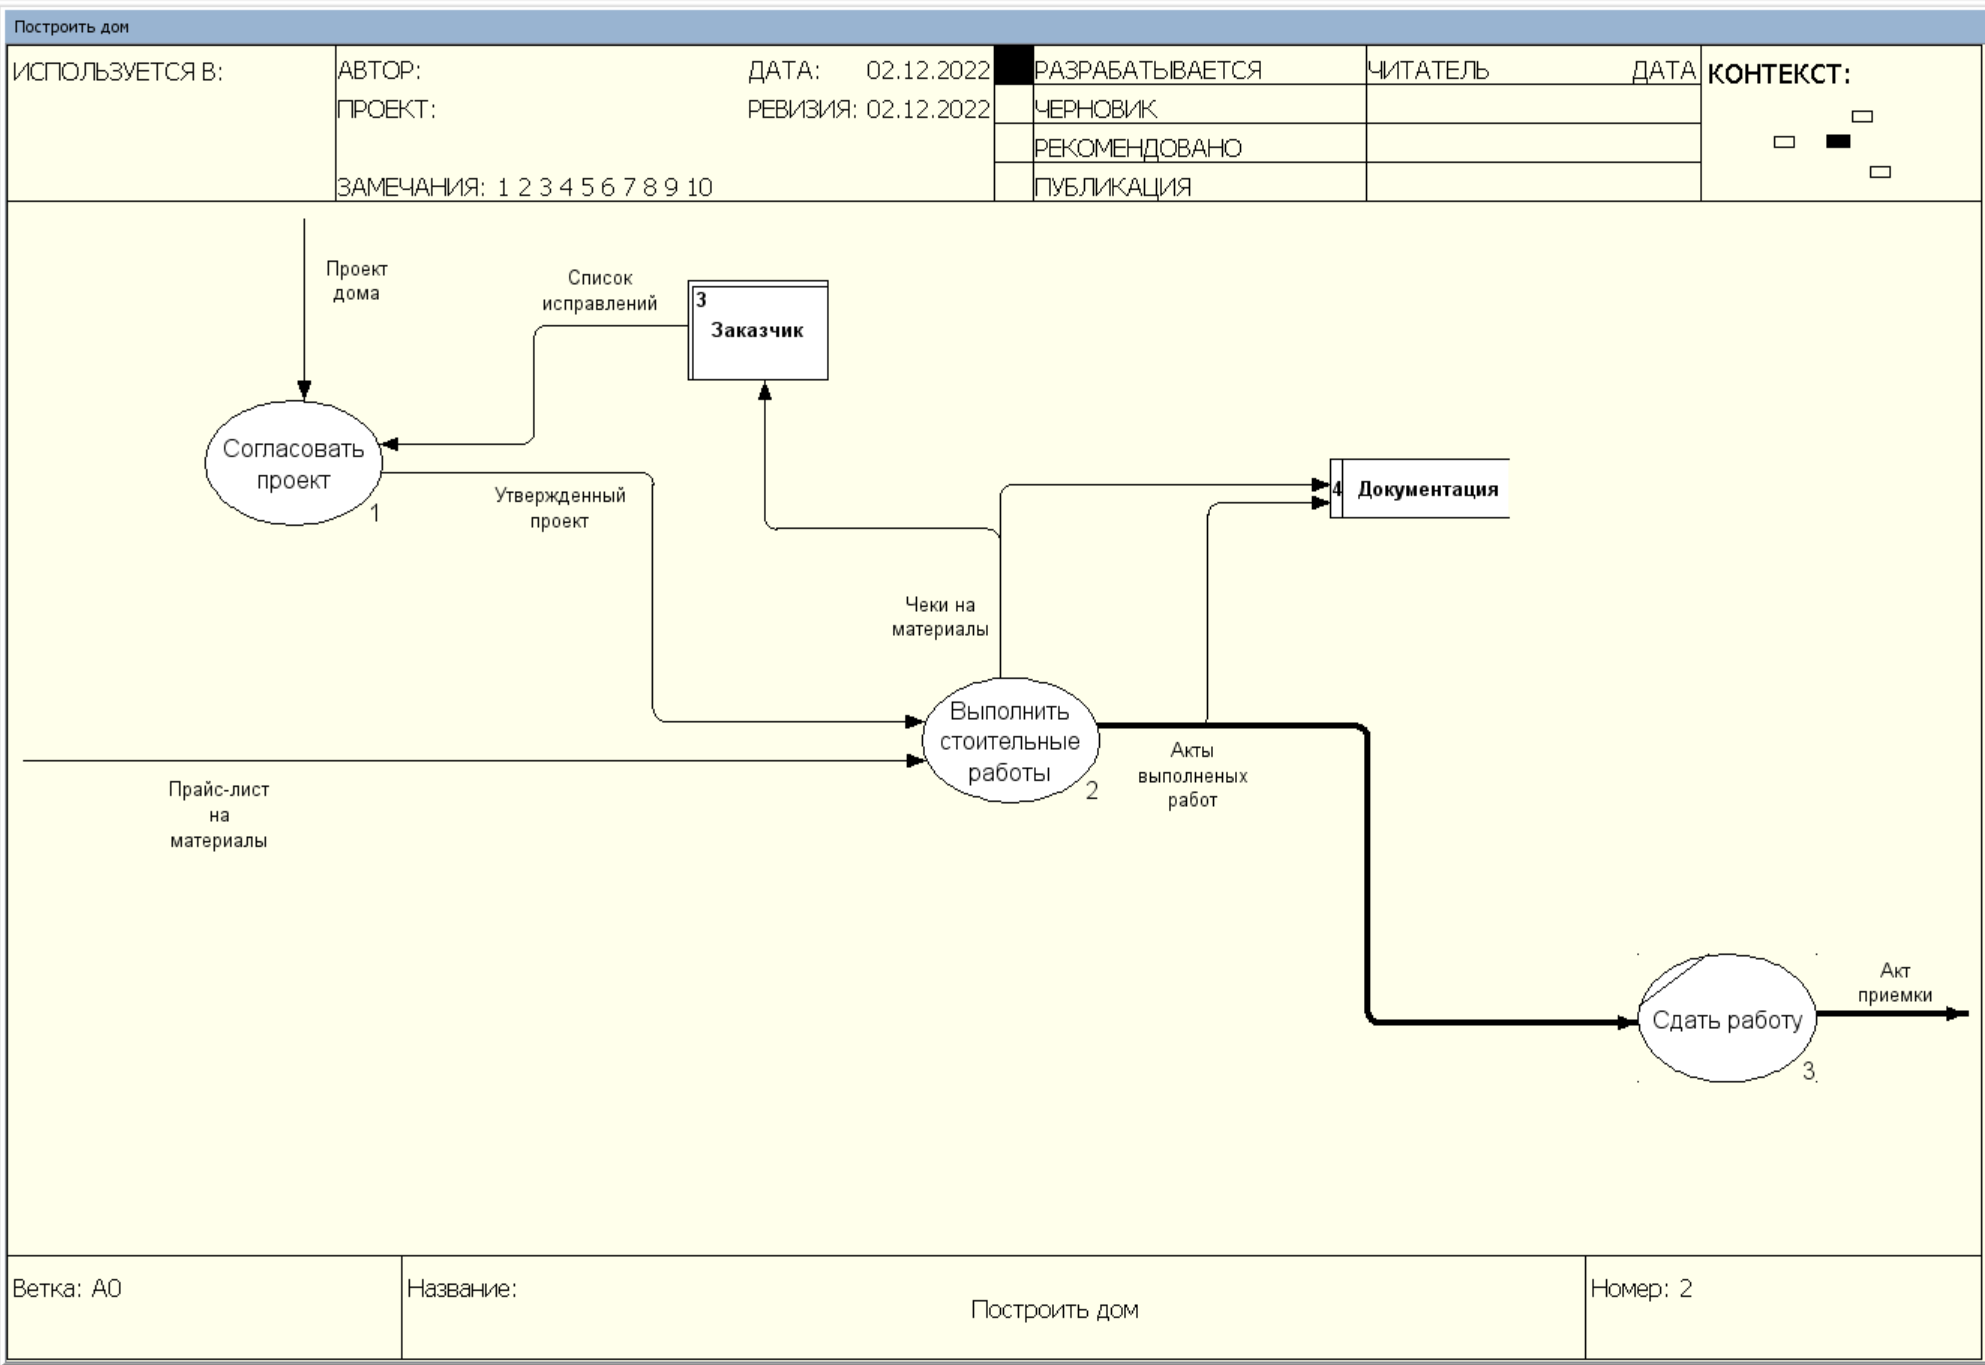 Построить дом
ИСПОЛЬЗУЕТСЯ В:
АВТОР:
ДАТА: 02.12.2022
ПРОЕКТ:
РЕВИЗИЯ: 02.12.2022
ЗАМЕЧАНИЯ: 1 2 3 4 5 6 7 8 9 10
РАЗРАБАТЫВАЕТСЯ
ЧЕРНОВИК
РЕКОМЕНДОВАНО
ПУБЛИКАЦИЯ
ЧИТАТЕЛЬ
ДАТА
КОНТЕКСТ:
Проект
дома
Список
исправлений
3
Заказчик
Согласовать
проект
1
Утвержденный
проект
4
Документация
Чеки на
материалы
Выполнить
стоительные
работы
2
Акты
выполненых
работ
Прайс-лист
на
материалы
Сдать работу
3
Акт
приемки
Ветка: A0
Название:
Построить дом
Номер: 2